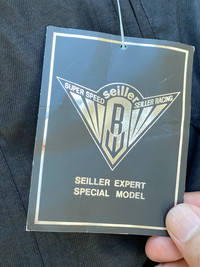 Seiller
SUPER SPEED
SEILLER RACING
SEILLER EXPERT
SPECIAL MODEL